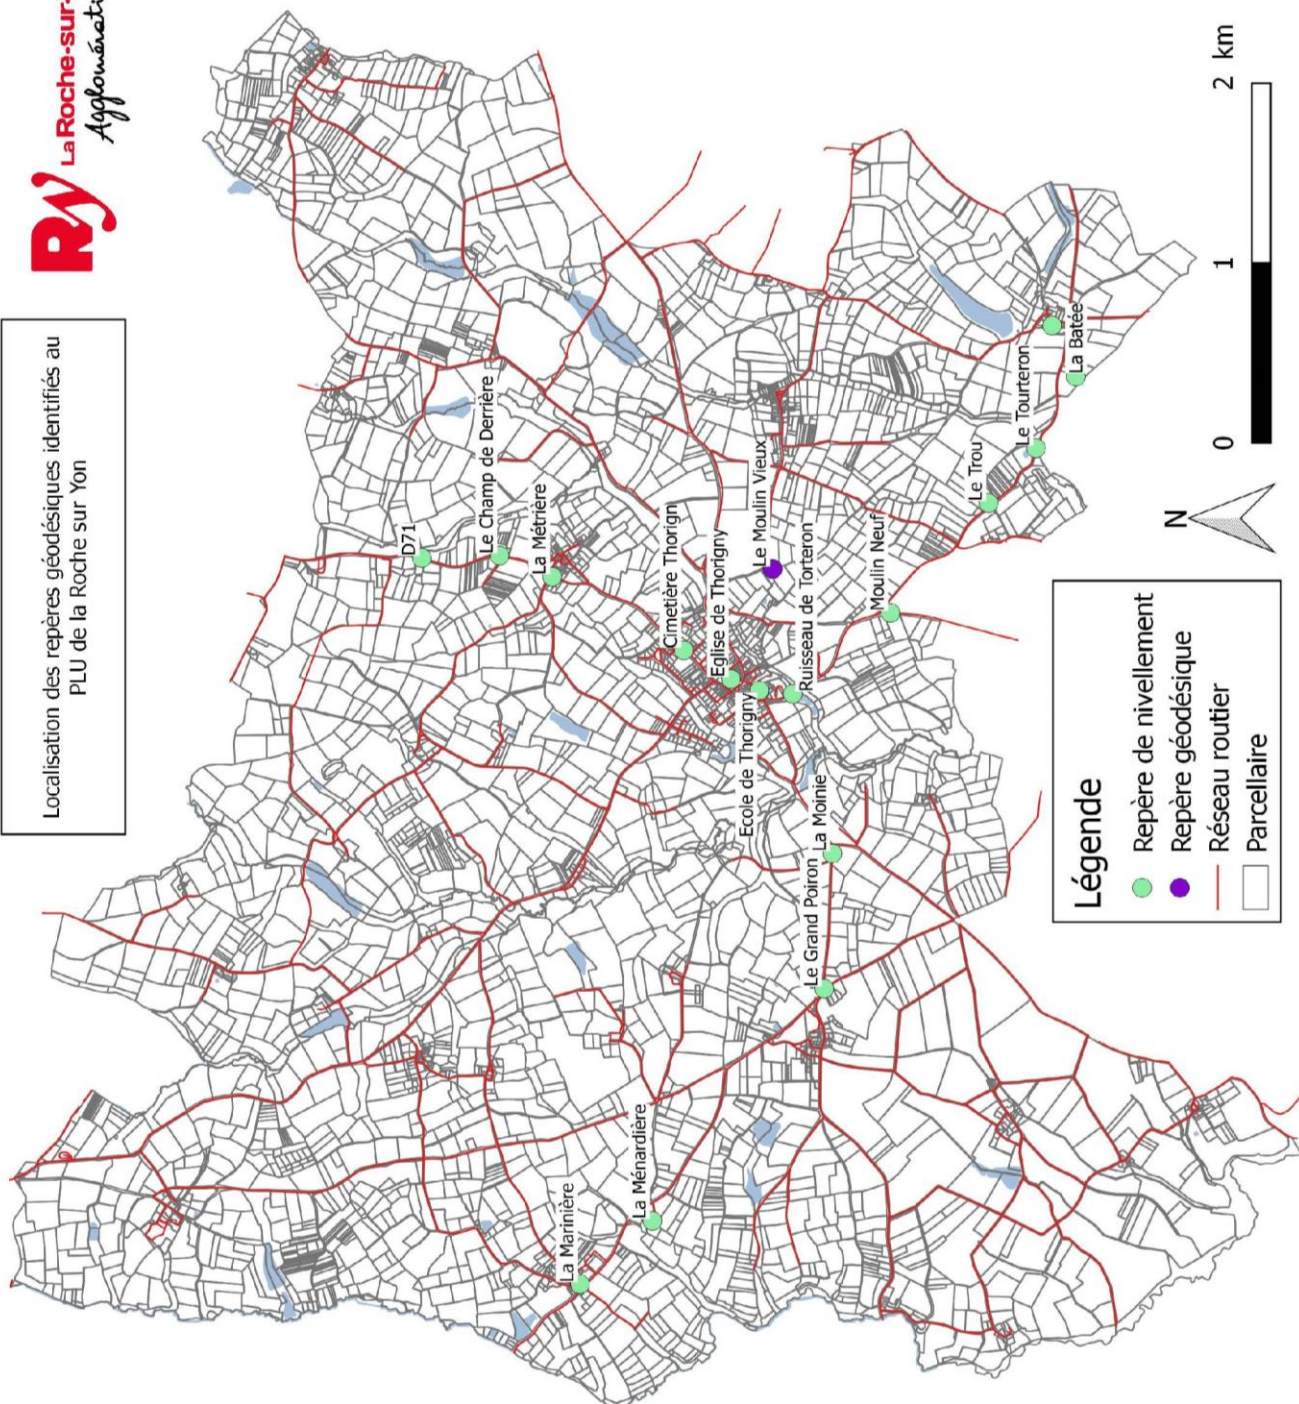 La Roche-sur-
Agglomérati
Localisation des repères géodésiques identifiés au
PLU de la Roche sur Yon
D71
Le Champ de Derrière
La Métrière
Cimetière Thorign
Eglise de Thorigny
Ecole de Thorigny
Le Moulin Vieux
Ruisseau de Torteron
Moulin Neuf
Le Trou
Le Tourteron
La Batée
La Moinie
Le Grand Poiron
La Ménardière
La Marinière
N
0
1
2 km
Légende
Repère de nivellement
Repère géodésique
Réseau routier
Parcellaire